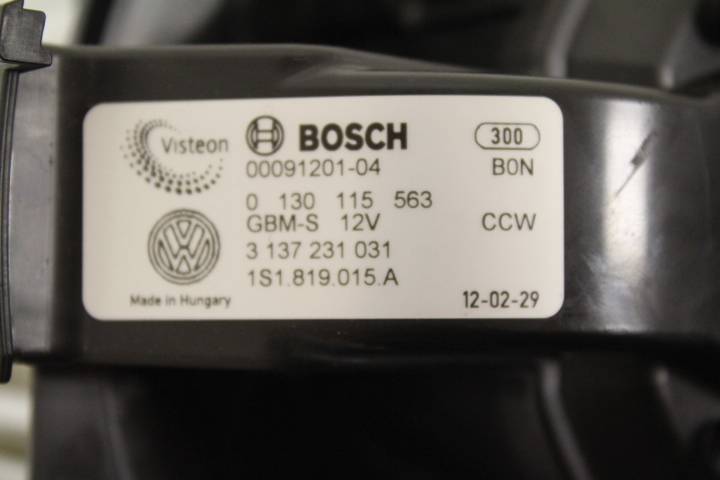 Visteon
BOSCH
300
00091201-04
B0N
0 130 115 563
GBM-S 12V
CCW
3 137 231 031
1S1.819.015.A
Made in Hungary
12-02-29